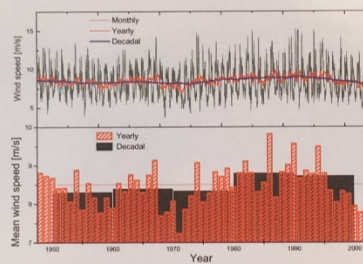 Monthly
Yearly
Decadal
Wind speed [m/s]
15
10
5
10
9
8
7
Yearly
Decadal
Mean wind speed [m/s]
1950
1960
1970
1980
1990
2000
Year